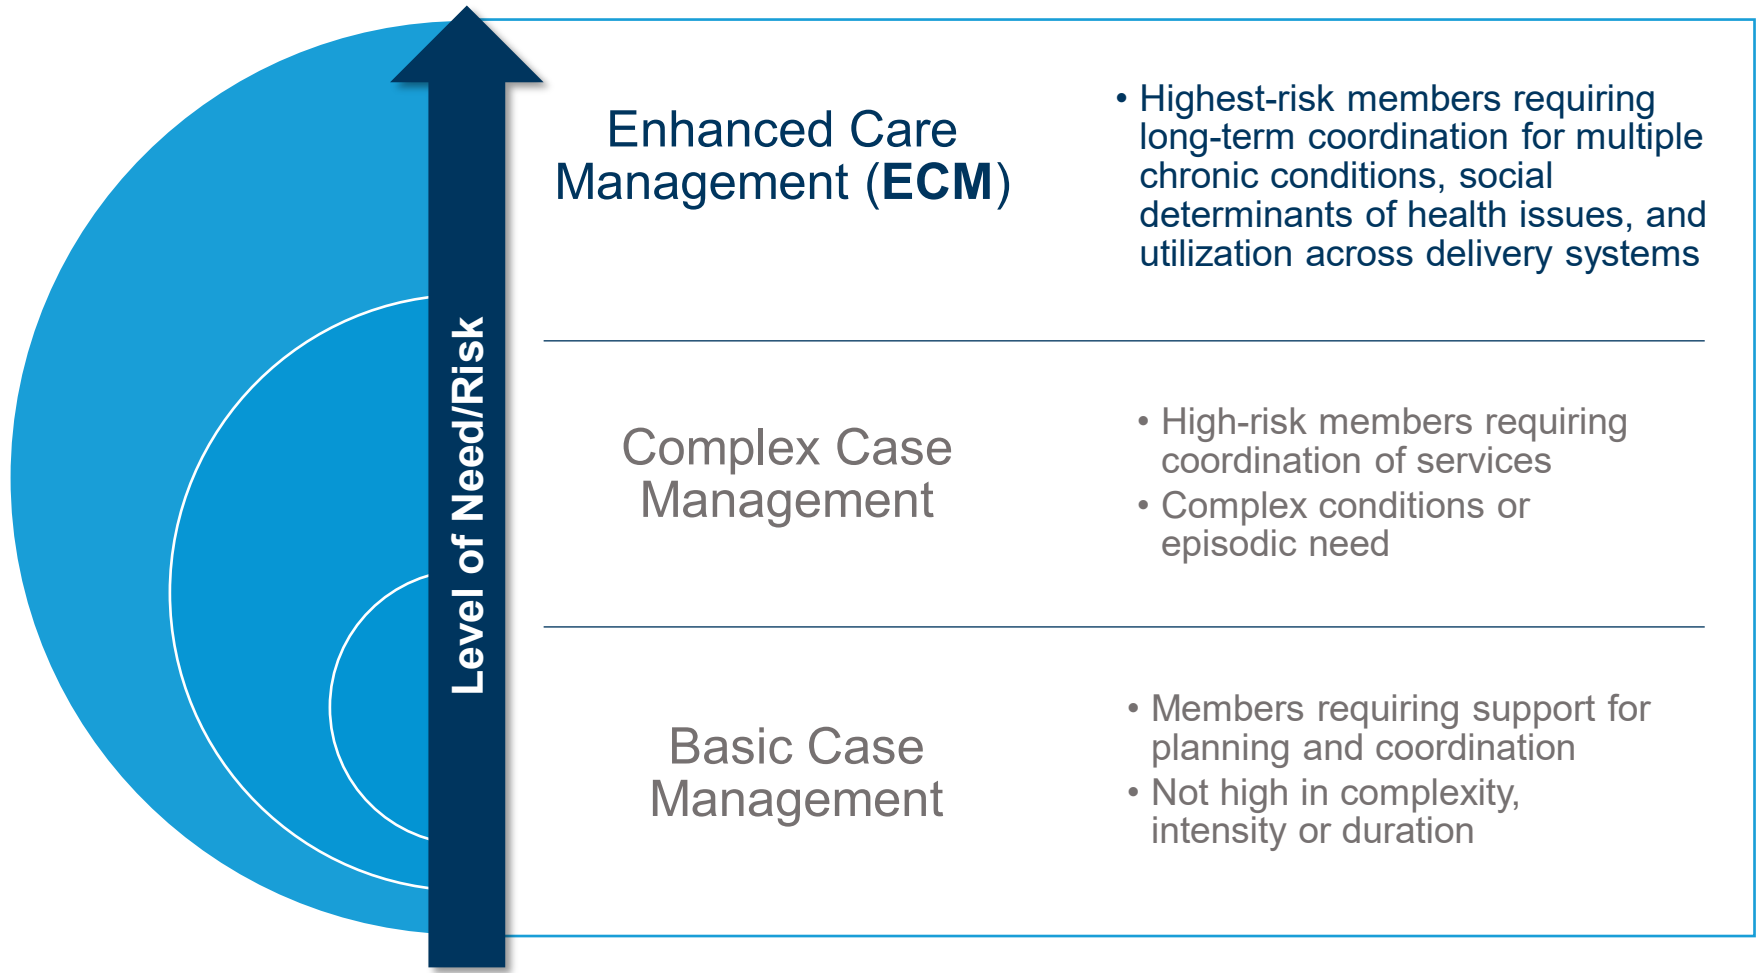 Level of Need/Risk
Enhanced Care
Management (ECM)
• Highest-risk members requiring
long-term coordination for multiple
chronic conditions, social
determinants of health issues, and
utilization across delivery systems
Complex Case
Management
• High-risk members requiring
coordination of services
• Complex conditions or
episodic need
Basic Case
Management
• Members requiring support for
planning and coordination
• Not high in complexity,
intensity or duration